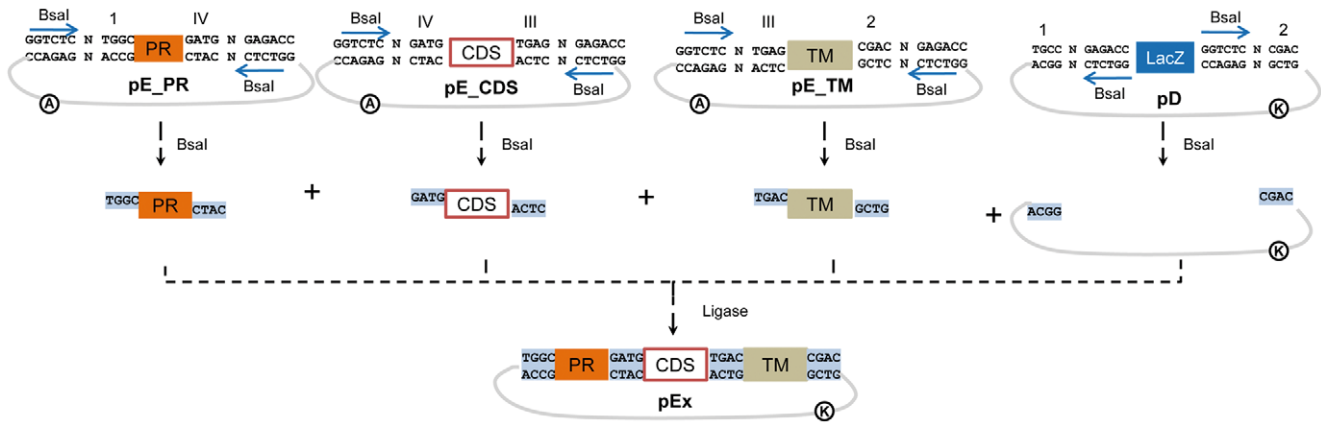 BsaI 1 IV
GGTCTC N TGGC PR GATG N GAGACC
CCAGAG N ACCG CTAC N CTCTGG
pE_PR BsaI
A
BsaI IV III
GGTCTC N GATG CDS TGAG N GAGACC
CCAGAG N CTAC ACTC N CTCTGG
pE_CDS BsaI
A
BsaI III 2
GGTCTC N TGAG TM CGAC N GAGACC
CCAGAG N ACTC GCTC N CTCTGG
pE_TM BsaI
A
1 BsaI 2
TGCC N GAGACC LacZ GGTCTC N CGAC
ACGG N CTCTGG CCAGAG N GCTG
BsaI pD
K
BsaI BsaI BsaI BsaI
TGGC PR CTAC + GATG CDS ACTC + TGAC TM GCTG + ACGG CGAC
K
Ligase
TGGC PR GATG CDS TGAC TM CGAC
ACCG CTAC ACTG GCTG
pEx
K